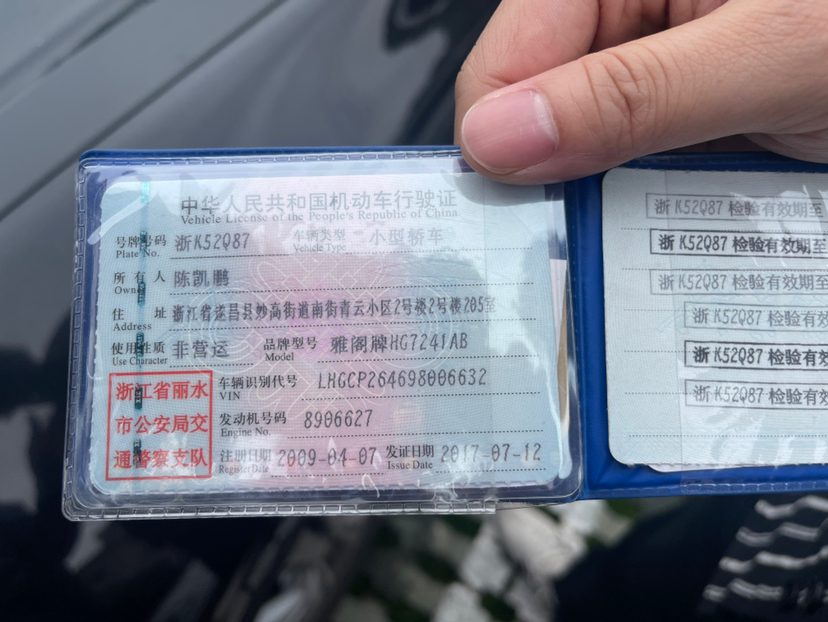 中华人民共和国机动车行驶证
Vehicle License of the People's Republic of China
号牌号码 浙K52Q87 车辆类型 小型轿车
Plate No. Vehicle Type
所有人 陈凯鹏
Owner
住址 浙江省遂昌县妙高街道南街青云小区2号楼2号楼205室
Address
使用性质 非营运 品牌型号 雅阁牌HG7241AB
Use Character Model
浙江省丽水
市公安局交
通警察支队
车辆识别代号 LHGCP264698006632
VIN
发动机号码 8906627
Engine No.
注册日期 2009-04-07 发证日期 2017-07-12
Register Date Issue Date
浙K52Q87 检验有效期至
浙K52Q87 检验有效期至
浙K52Q87 检验有效期至
浙K52Q87 检验有效
浙K52Q87 检验有效
浙K52Q87 检验有效